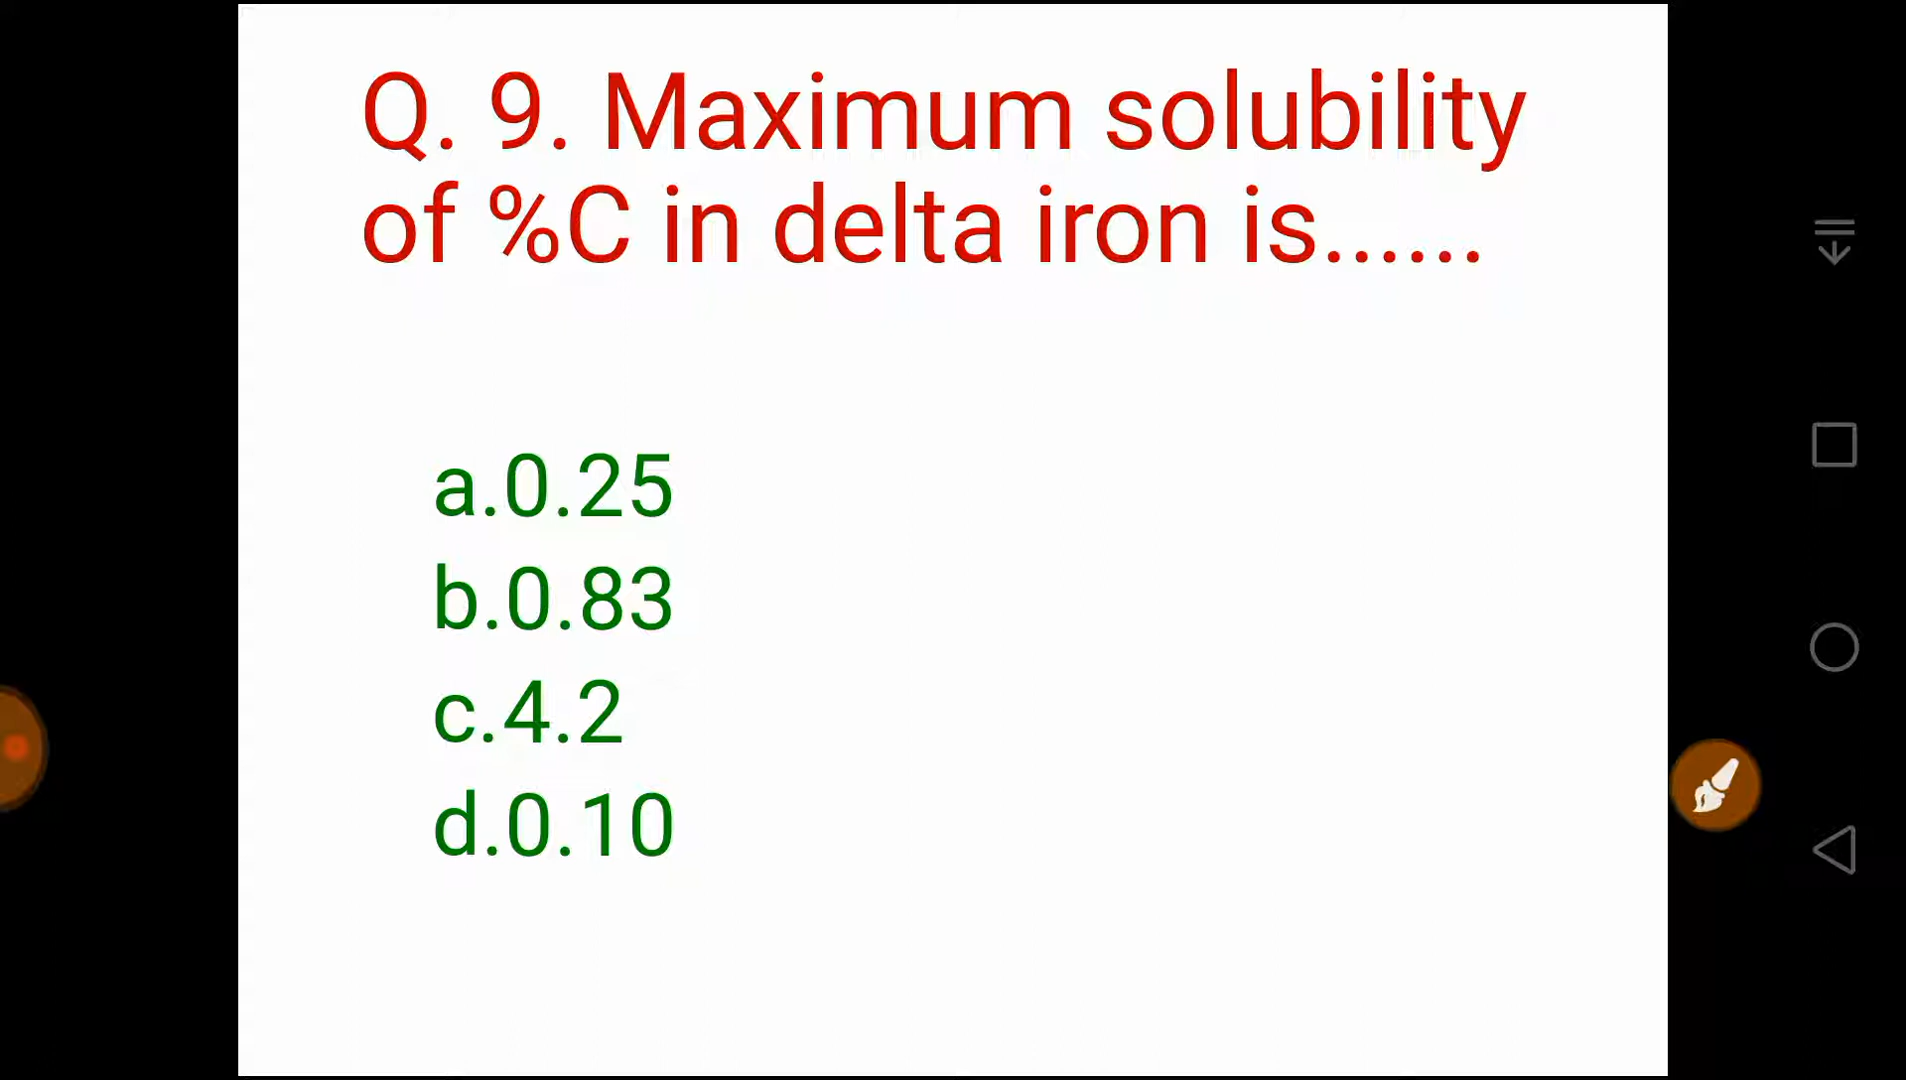 Q. 9. Maximum solubility
of %C in delta iron is......
a.0.25
b.0.83
c.4.2
d.0.10